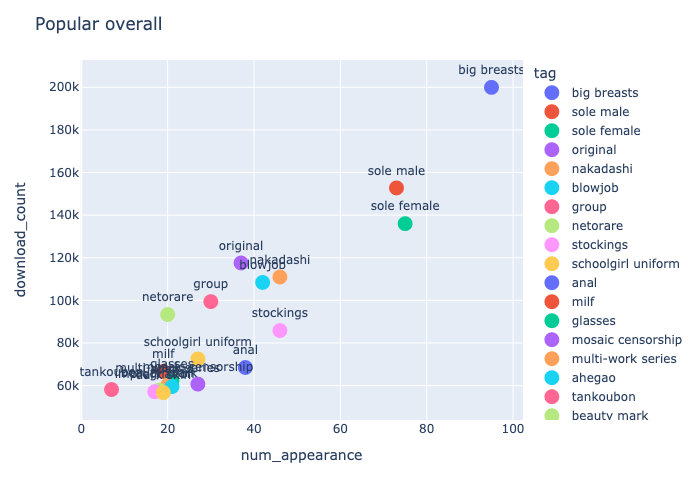 Popular overall
big breasts
tag
200k
big breasts
sole male
180k
sole female
original
160k
sole male
nakadashi
blowjob
sole female
140k
group
netorare
original
120k
nakadashi
blowjob
stockings
group
schoolgirl uniform
netorare
100k
anal
stockings
milf
80k
schoolgirl uniform
anal
glasses
milf
mosaic censorship
glasses
multi-work series
tankoubon
60k
ahegao
tankoubon
beauty mark
0
20
40
60
80
100
num_appearance
download_count